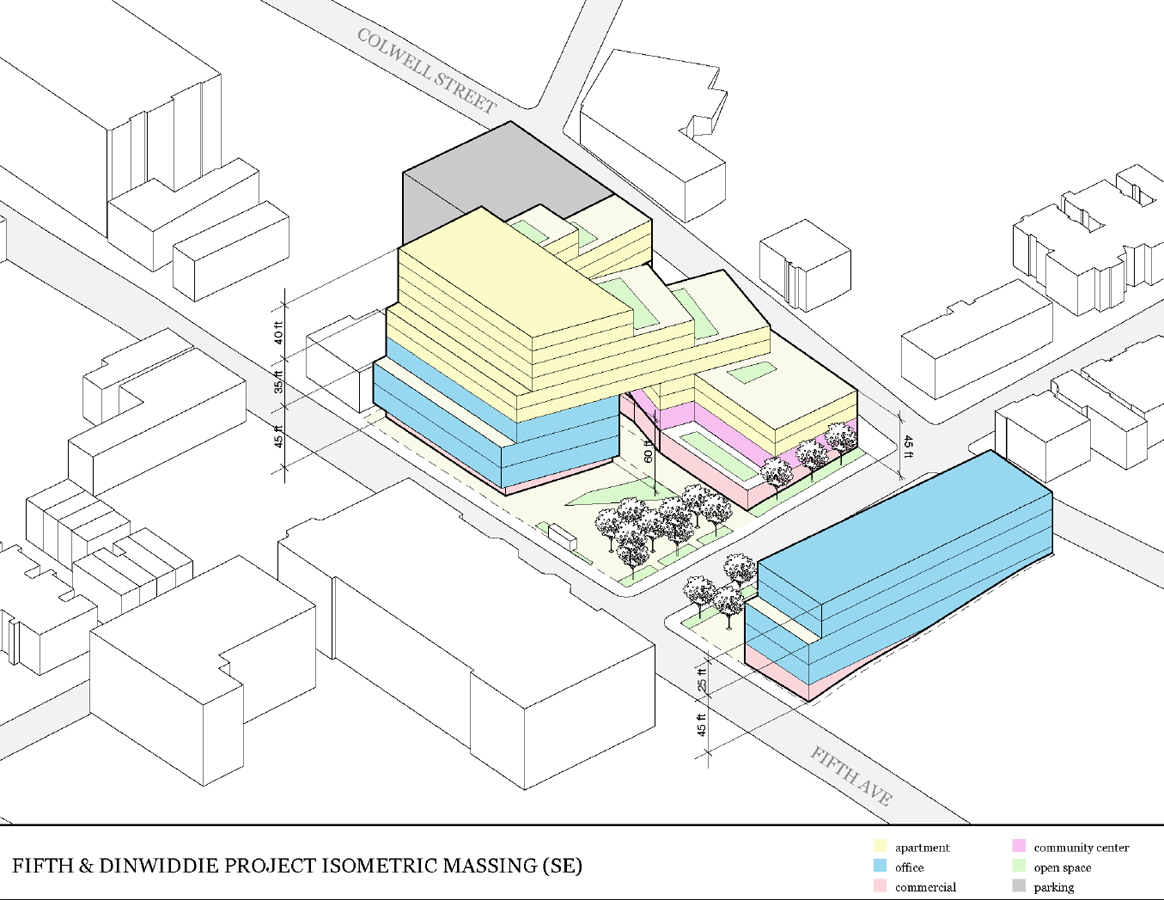 COLWELL STREET
40 ft
35 ft
45 ft
60 ft
45 ft
25 ft
45 ft
FIFTH AVE
FIFTH & DINWIDDIE PROJECT ISOMETRIC MASSING (SE)
apartment
office
commercial
community center
open space
parking